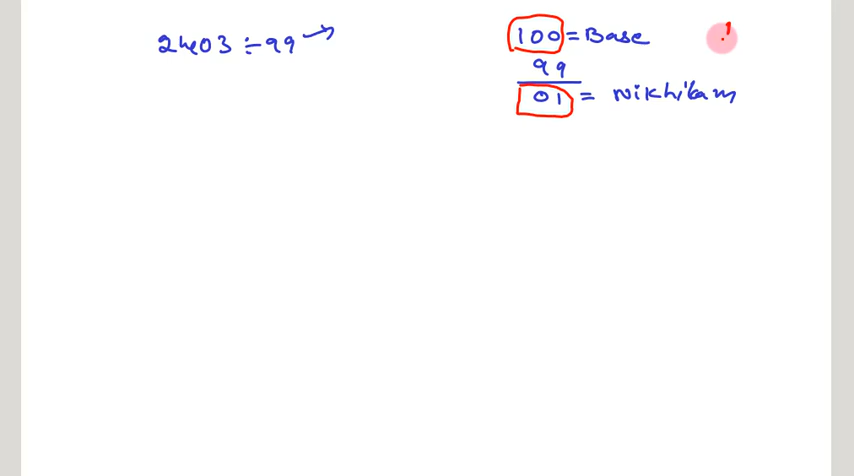 2403 ÷ 99 →
100 = Base
99
01 = Nikhilam